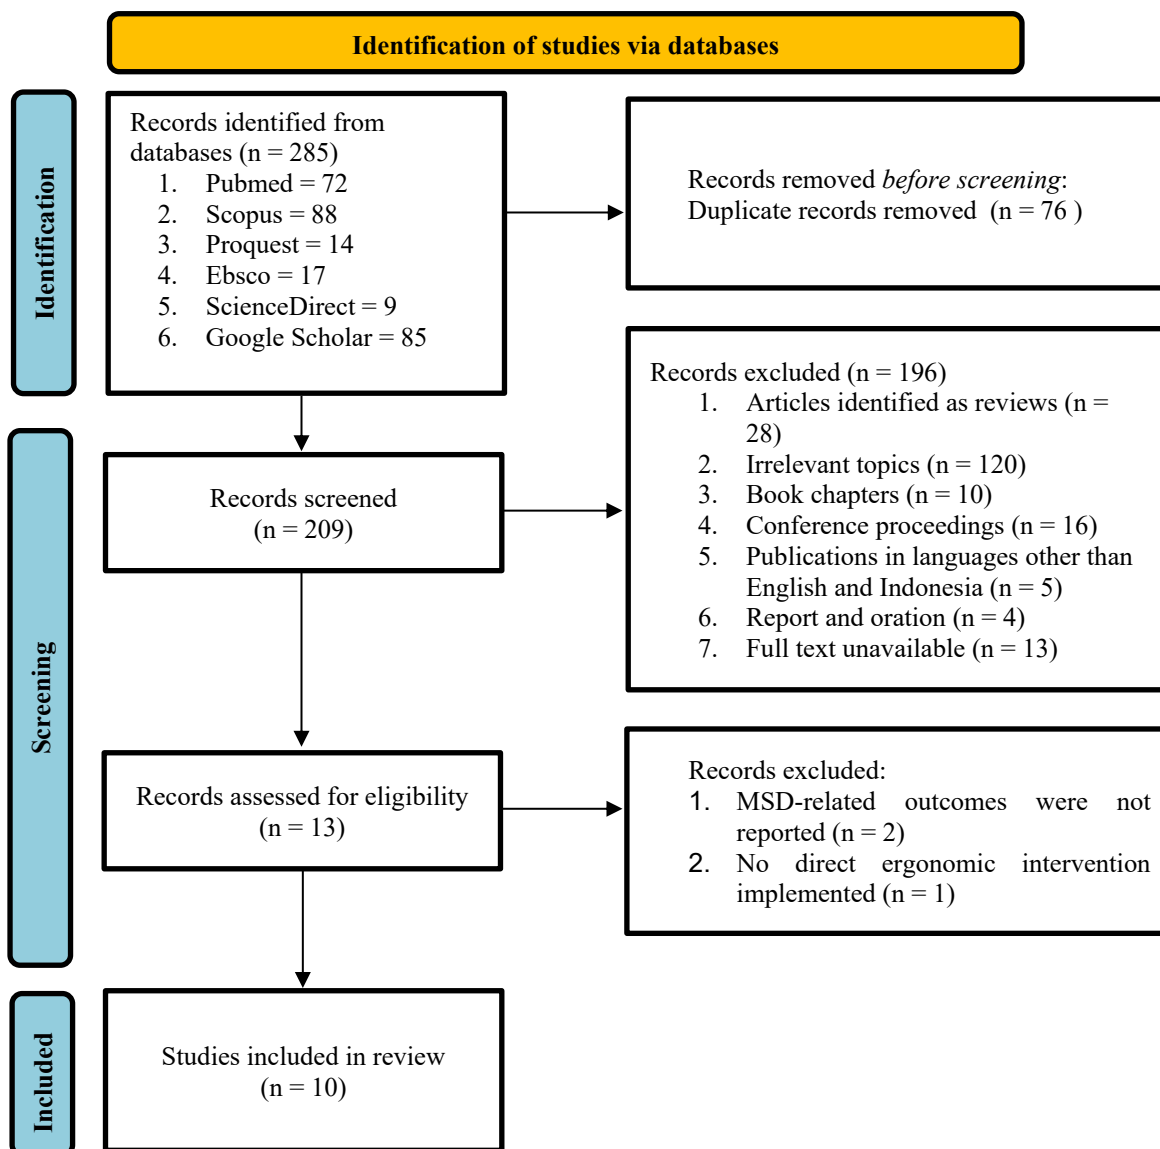 Identification of studies via databases
Identification
Records identified from
databases (n = 285)
1. Pubmed = 72
2. Scopus = 88
3. Proquest = 14
4. Ebsco = 17
5. ScienceDirect = 9
6. Google Scholar = 85
Records removed before screening:
Duplicate records removed (n = 76 )
Screening
Records screened
(n = 209)
Records excluded (n = 196)
1. Articles identified as reviews (n =
28)
2. Irrelevant topics (n = 120)
3. Book chapters (n = 10)
4. Conference proceedings (n = 16)
5. Publications in languages other than
English and Indonesia (n = 5)
6. Report and oration (n = 4)
7. Full text unavailable (n = 13)
Records assessed for eligibility
(n = 13)
Records excluded:
1. MSD-related outcomes were not
reported (n = 2)
2. No direct ergonomic intervention
implemented (n = 1)
Included
Studies included in review
(n = 10)